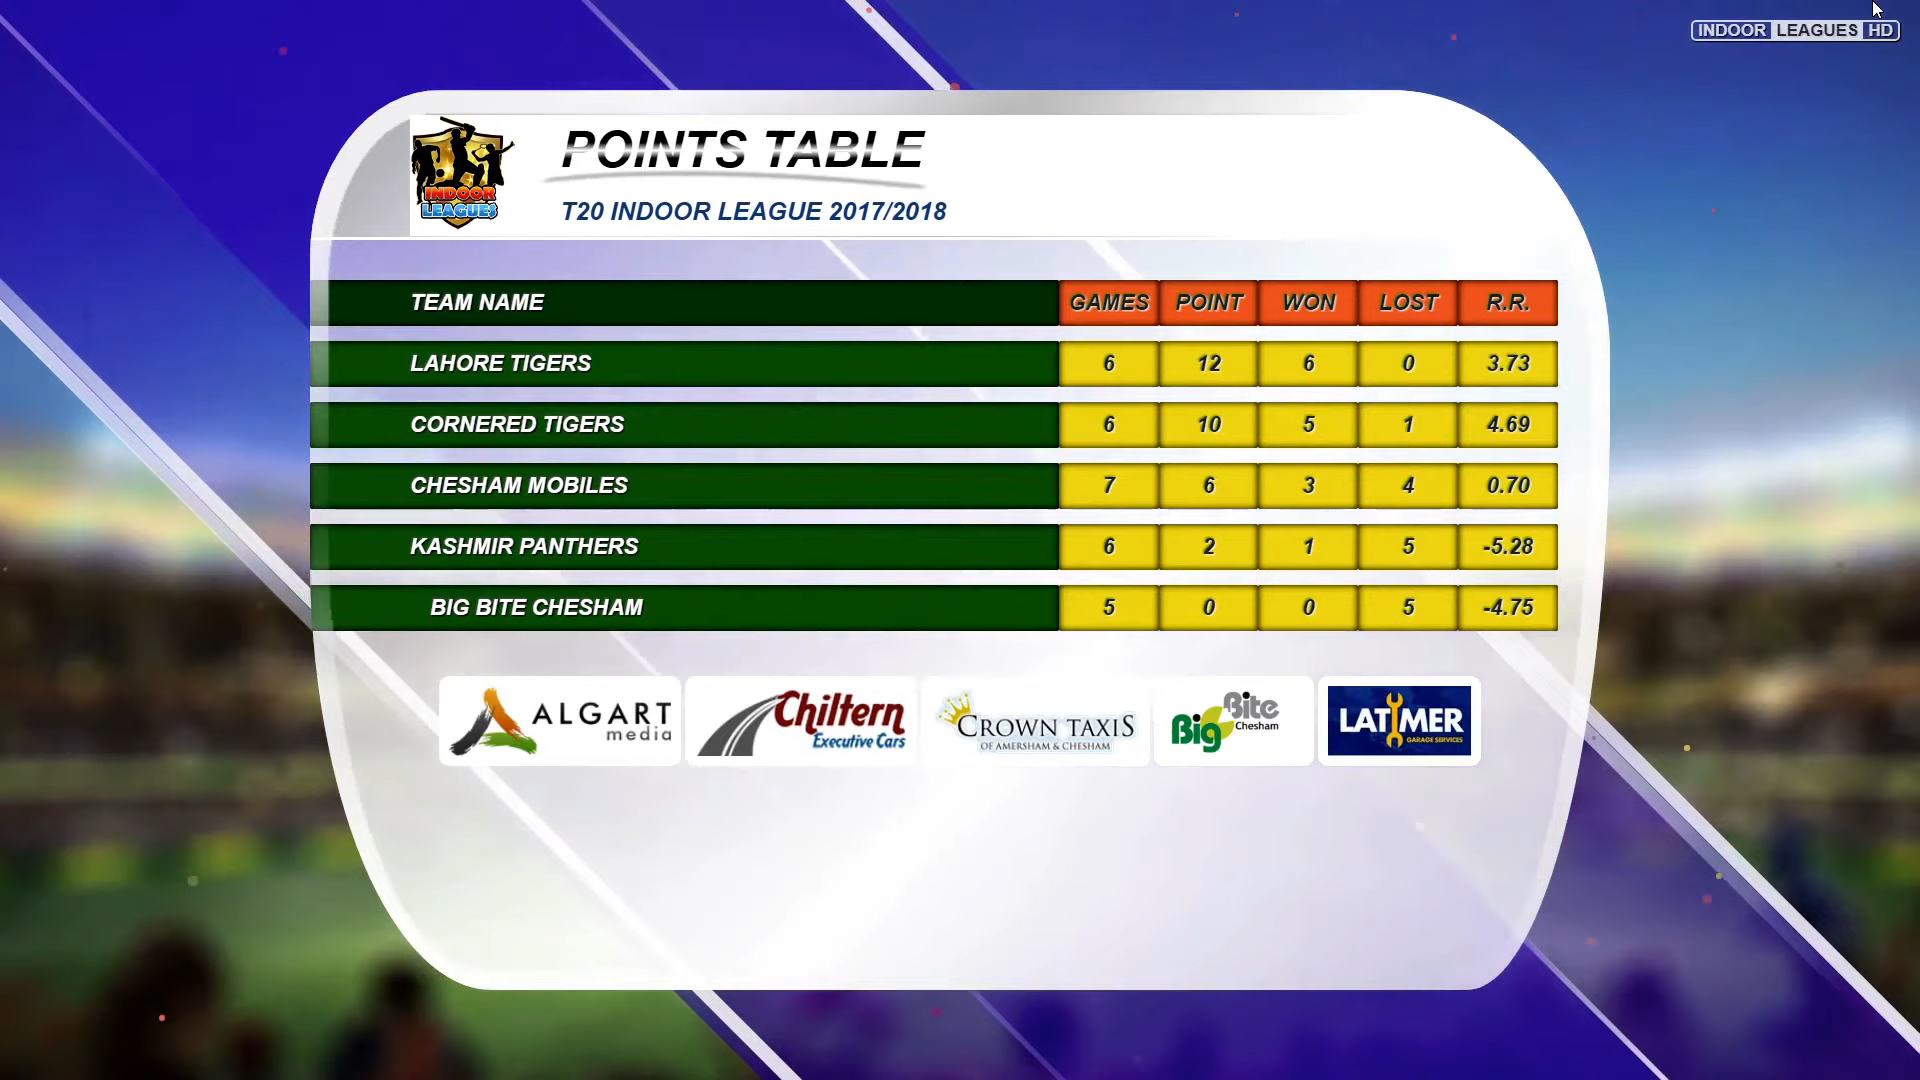 INDOOR LEAGUES HD
POINTS TABLE
INDOOR
LEAGUES
T20 INDOOR LEAGUE 2017/2018
TEAM NAME GAMES POINT WON LOST R.R.
LAHORE TIGERS 6 12 6 0 3.73
CORNERED TIGERS 6 10 5 1 4.69
CHESHAM MOBILES 7 6 3 4 0.70
KASHMIR PANTHERS 6 2 1 5 -5.28
BIG BITE CHESHAM 5 0 0 5 -4.75
ALGART
media
Chiltern
Executive Cars
CROWN TAXIS
OF AMERSHAM & CHESHAM
Big Bite
Chesham
LATIMER
GARAGE SERVICES